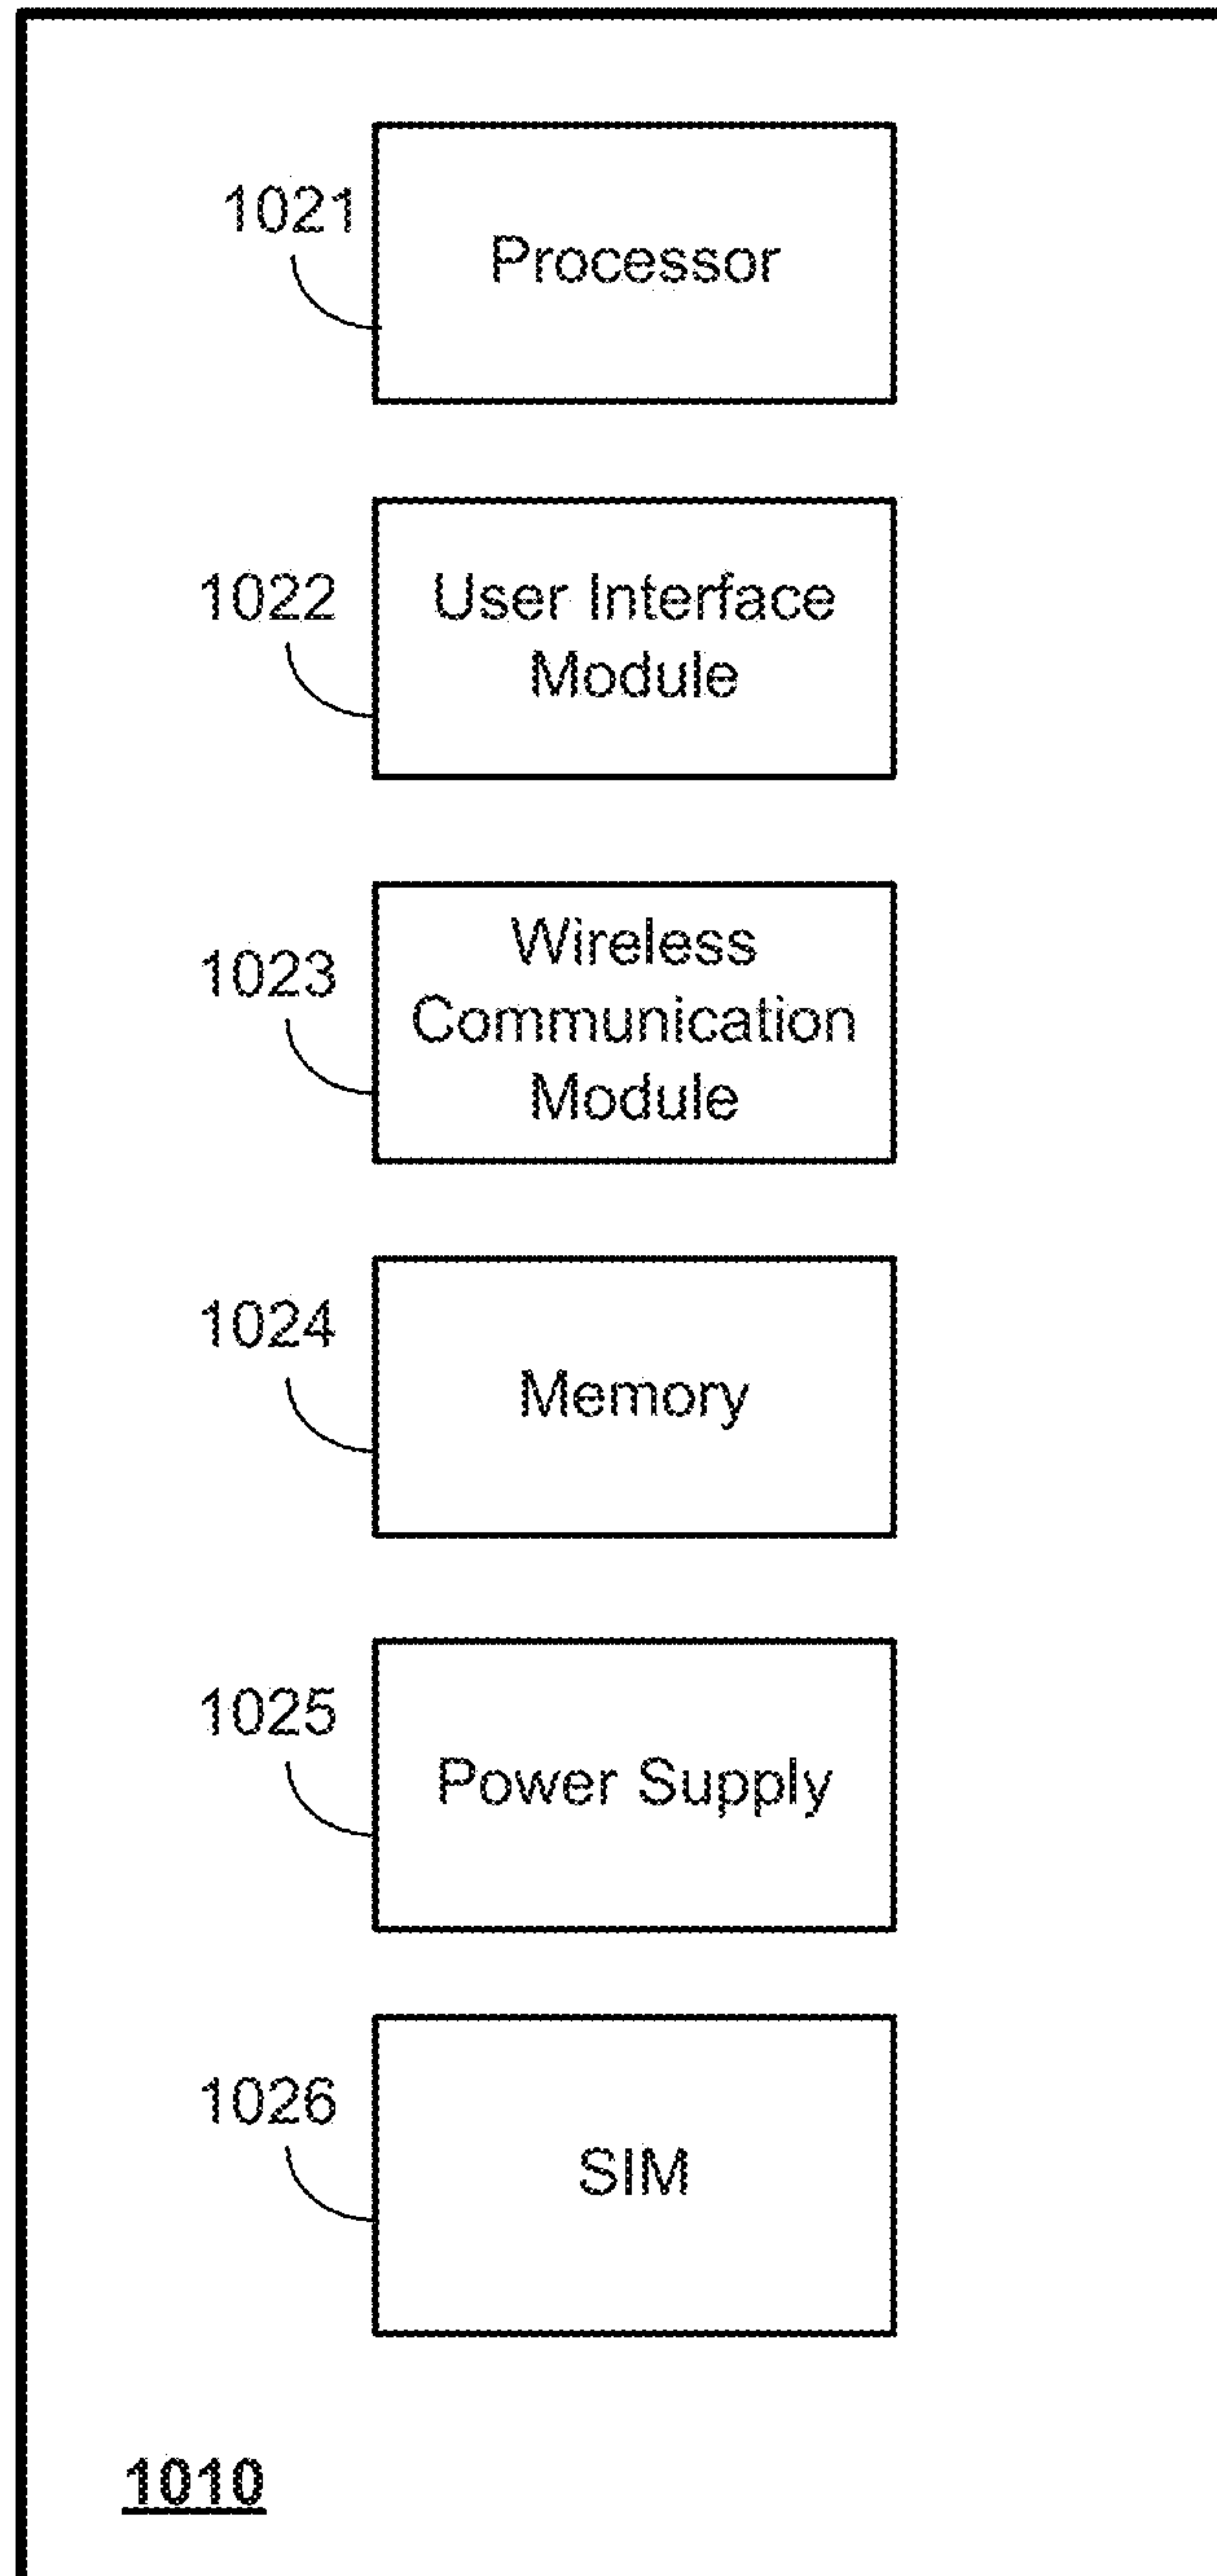 1021
Processor
1022
User Interface
Module
1023
Wireless
Communication
Module
1024
Memory
1025
Power Supply
1026
SIM
1010